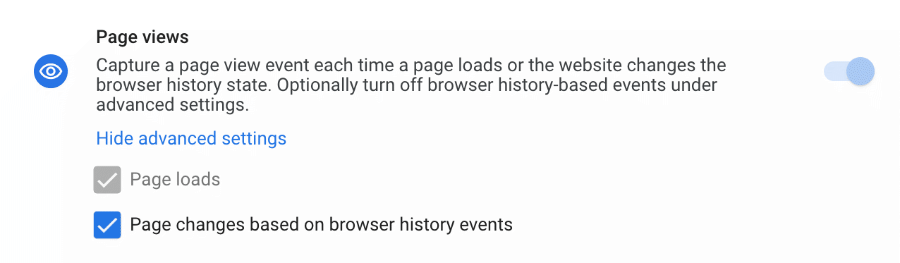 Page views
Capture a page view event each time a page loads or the website changes the
browser history state. Optionally turn off browser history-based events under
advanced settings.
Hide advanced settings
Page loads
Page changes based on browser history events